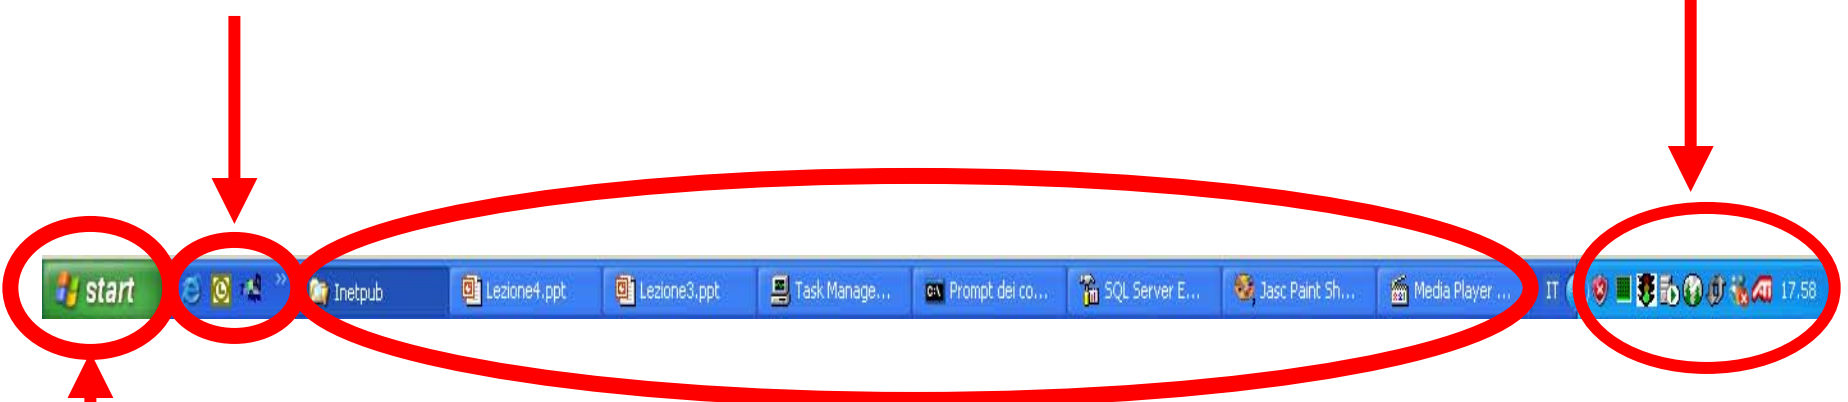 start Inetpub Lezione4.ppt Lezione3.ppt Task Manage... Prompt dei co... SQL Server E... Jasc Paint Sh... Media Player ... IT 17.58